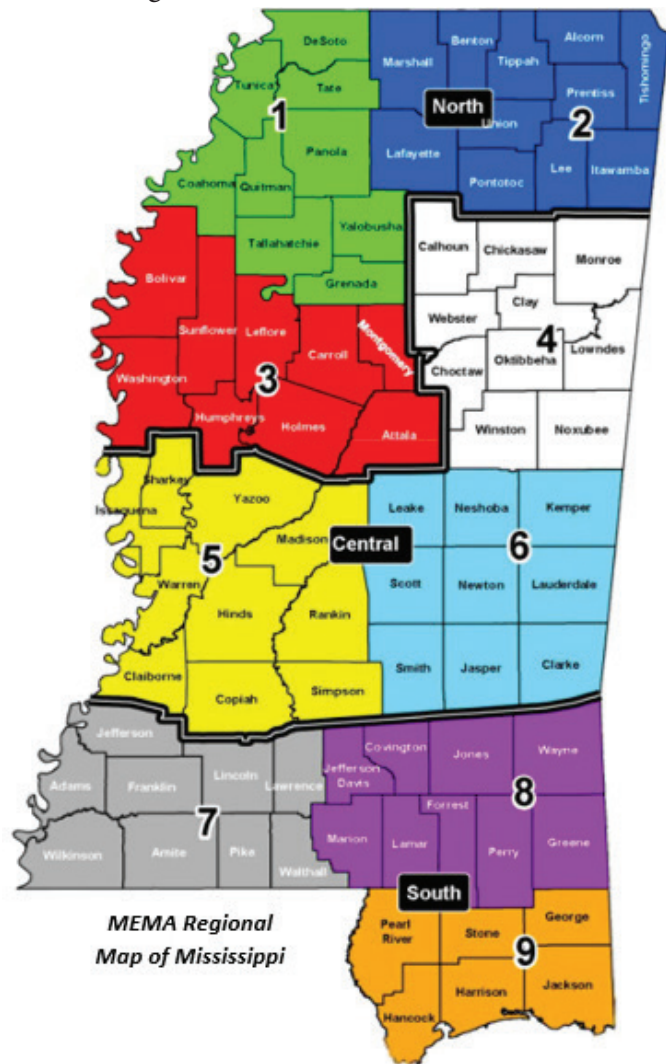 DeSoto
Benton
Alcorn
Tishomingo
Marshall
Tippah
Tunica
Tate
Prentiss
1
North
2
Union
Panola
Lafayette
Lee
Itawamba
Coahoma
Quitman
Pontotoc
Yalobusha
Tallahatchie
Calhoun
Chickasaw
Monroe
Bolivar
Grenada
Clay
Webster
Sunflower
Leflore
Montgomery
4
Lowndes
Carroll
Washington
3
Choctaw
Oktibbeha
Humphreys
Holmes
Attala
Winston
Noxubee
Sharkey
Issaquena
Yazoo
Leake
Neshoba
Kemper
Madison
Central
6
5
Warren
Scott
Newton
Lauderdale
Hinds
Rankin
Claiborne
Smith
Jasper
Clarke
Simpson
Copiah
Jefferson
Covington
Jones
Wayne
Adams
Franklin
Lincoln
Lawrence
Jefferson
Davis
8
7
Forrest
Marion
Lamar
Greene
Wilkinson
Amite
Pike
Walthall
Perry
South
MEMA Regional
Map of Mississippi
Pearl
River
Stone
George
9
Harrison
Jackson
Hancock